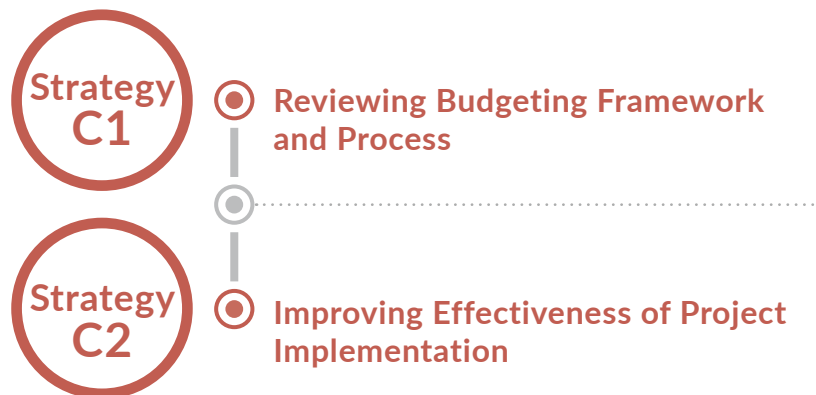 Strategy
C1
Reviewing Budgeting Framework
and Process
Strategy
C2
Improving Effectiveness of Project
Implementation